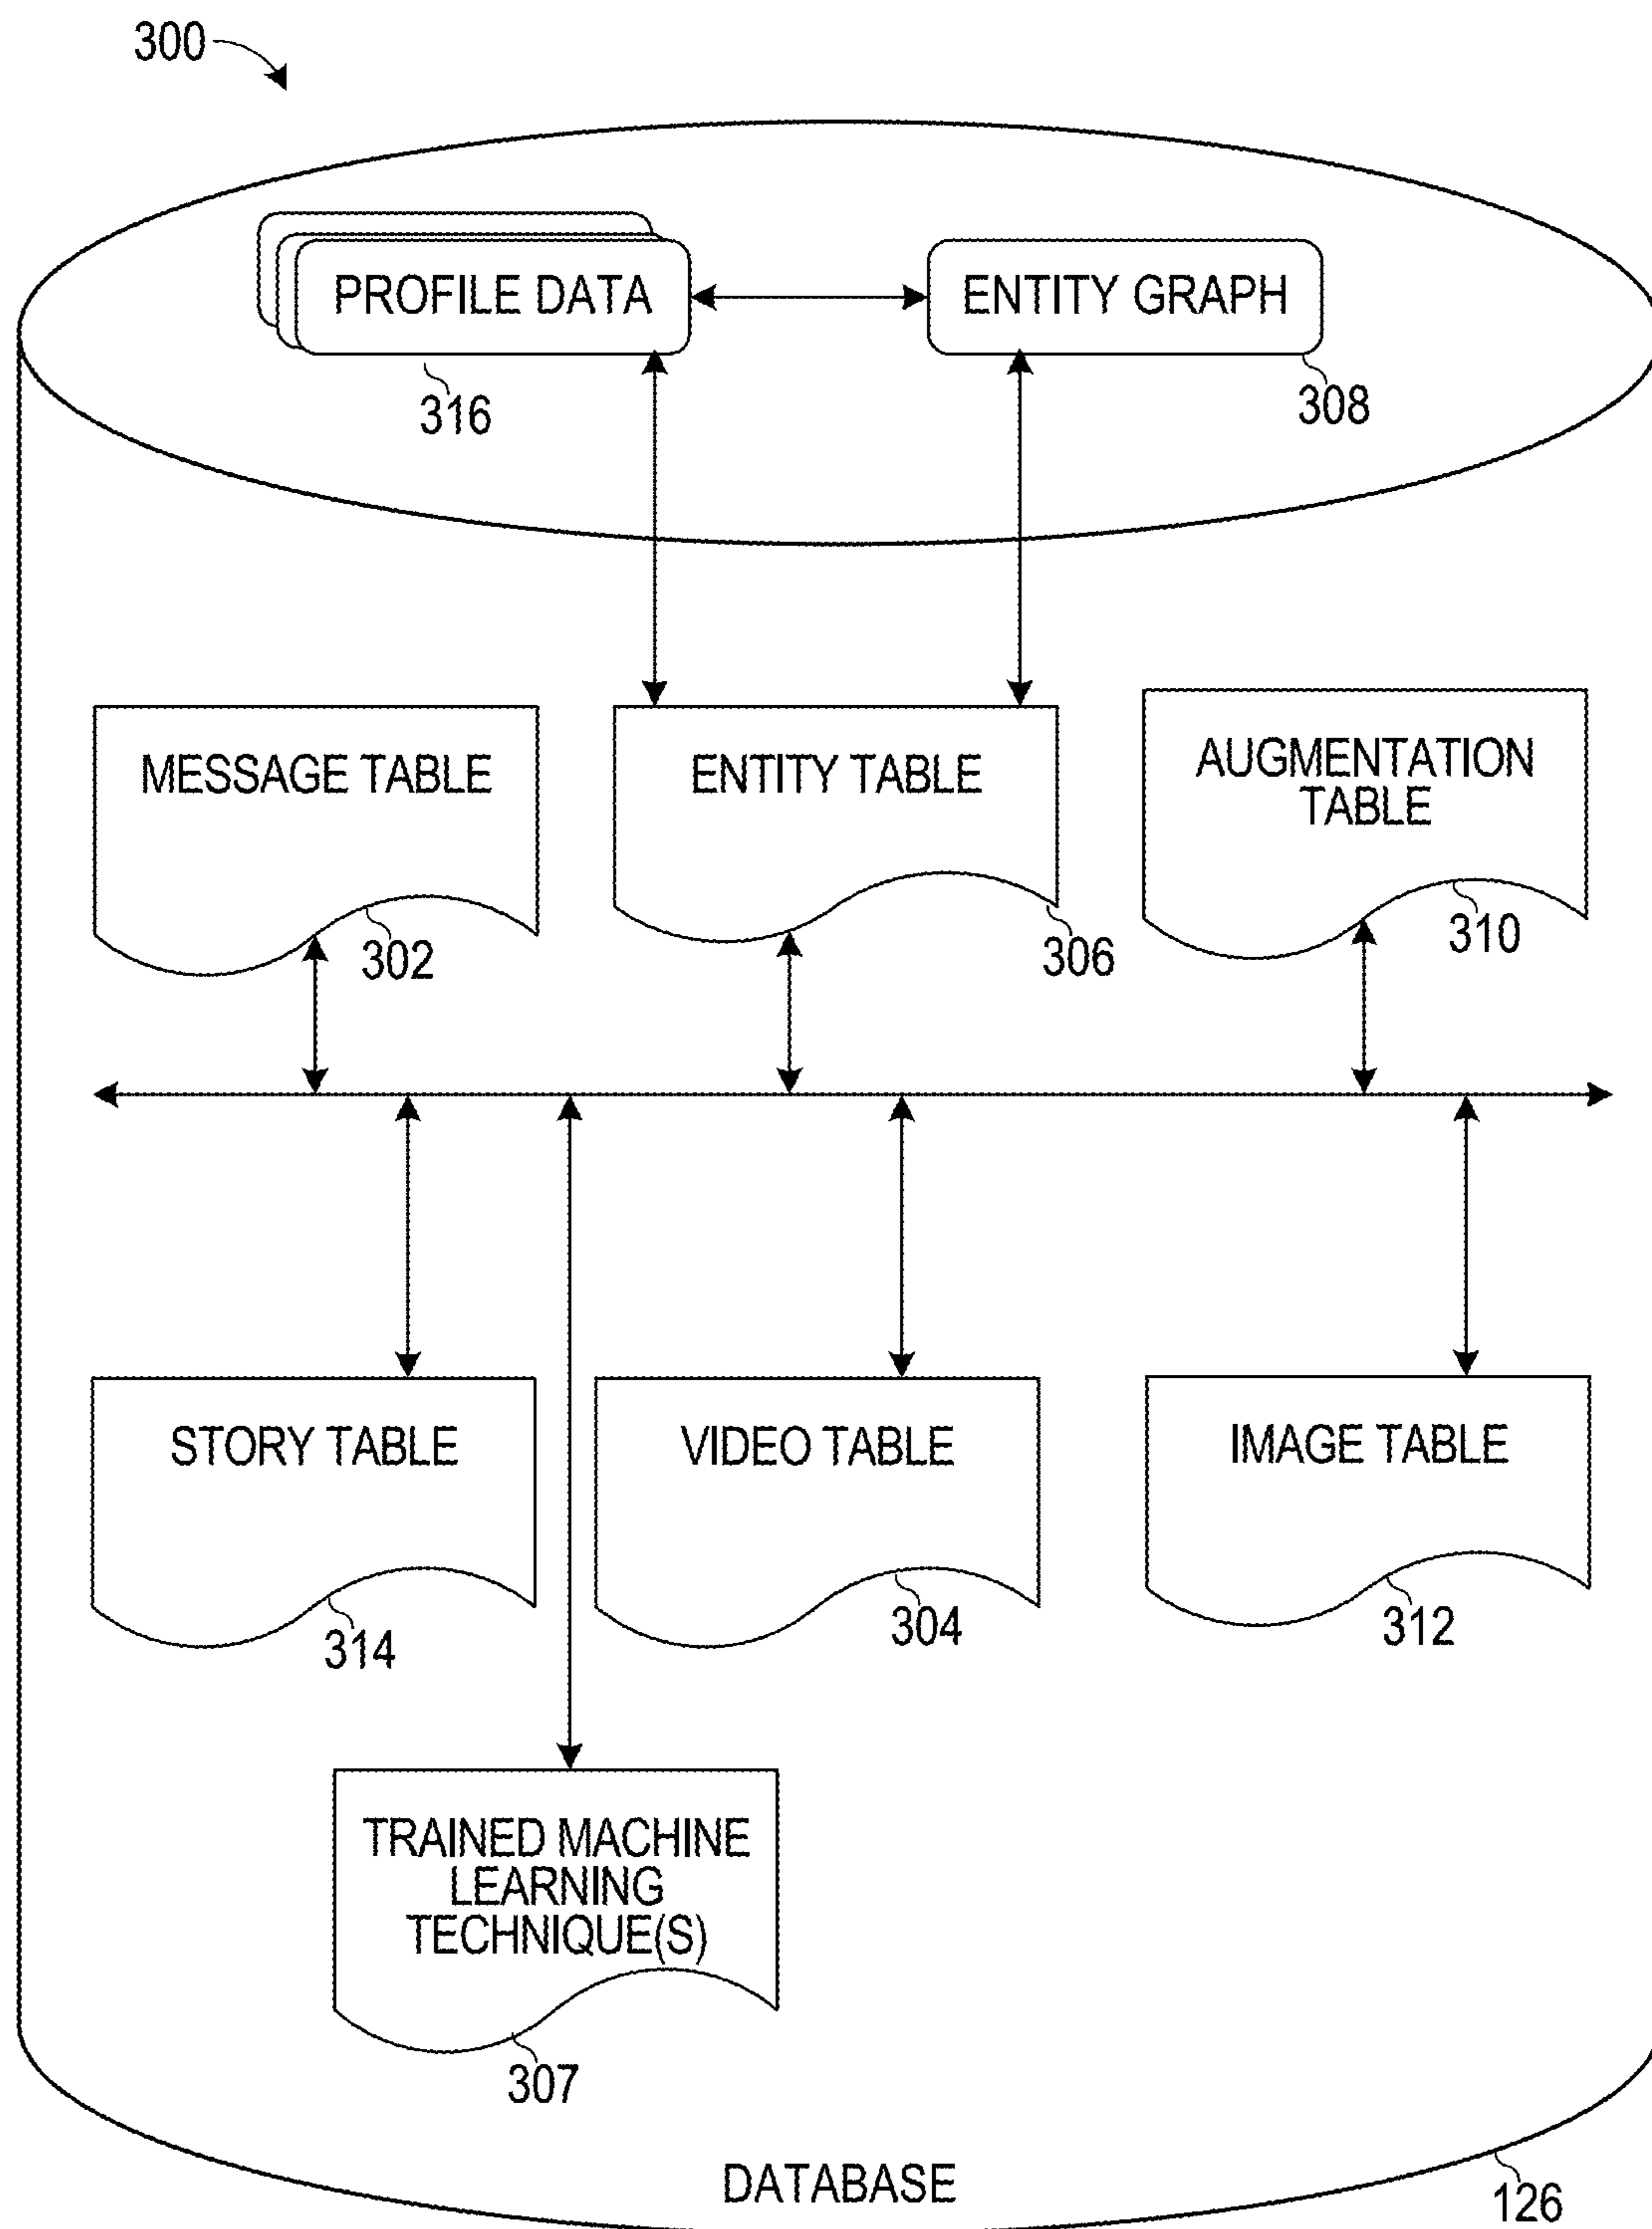 300
PROFILE DATA
ENTITY GRAPH
316
308
MESSAGE TABLE
ENTITY TABLE
AUGMENTATION
TABLE
302
306
310
STORY TABLE
VIDEO TABLE
IMAGE TABLE
314
304
312
TRAINED MACHINE
LEARNING
TECHNIQUE(S)
307
DATABASE
126